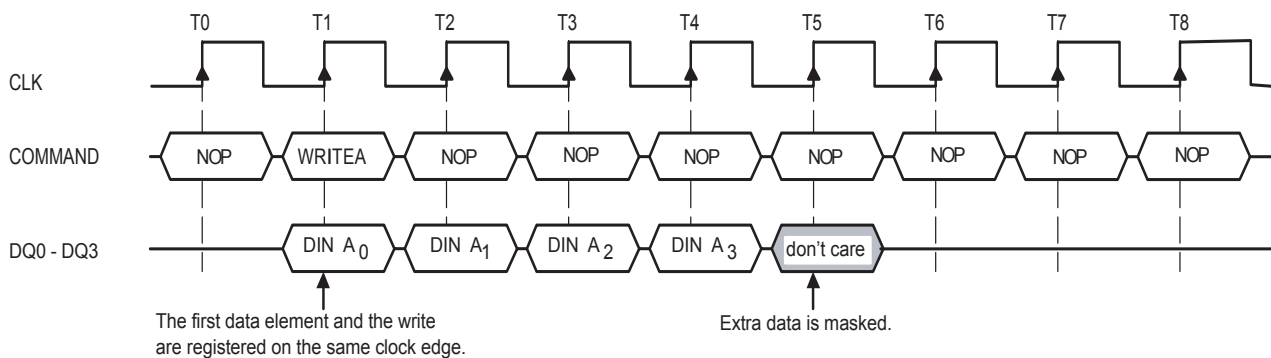 T0 T1 T2 T3 T4 T5 T6 T7 T8
CLK
COMMAND NOP WRITEA NOP NOP NOP NOP NOP NOP NOP
DQ0 - DQ3 DIN A0 DIN A1 DIN A2 DIN A3 don't care
The first data element and the write
are registered on the same clock edge.
Extra data is masked.